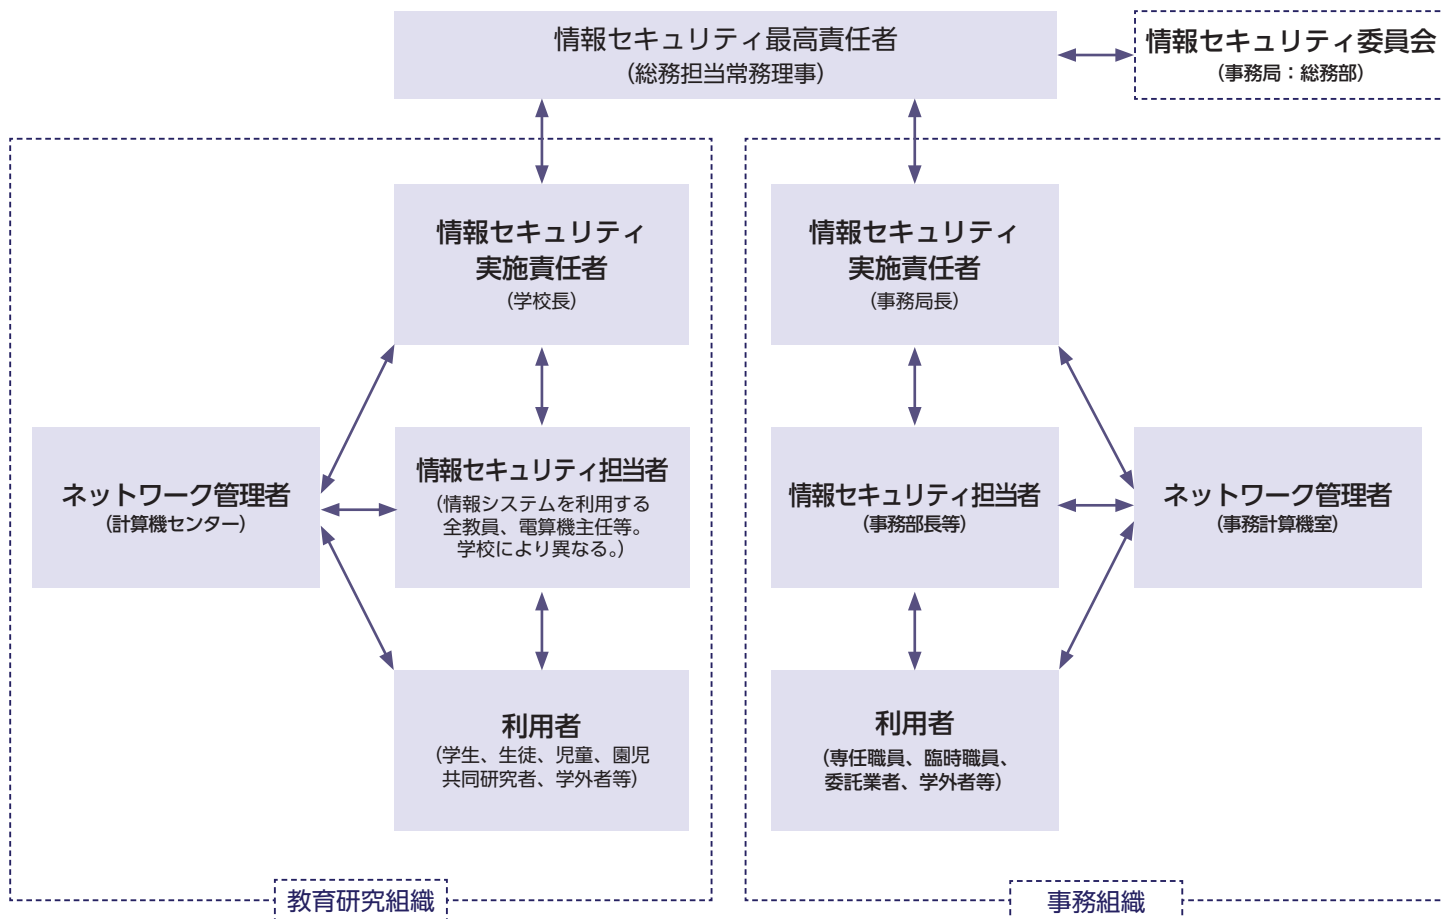 情報セキュリティ最高責任者
（総務担当常務理事）
情報セキュリティ委員会
（事務局：総務部）
情報セキュリティ
実施責任者
（学校長）
情報セキュリティ
実施責任者
（事務局長）
ネットワーク管理者
（計算機センター）
情報セキュリティ担当者
（情報システムを利用する
全教員、電算機主任等。
学校により異なる。）
情報セキュリティ担当者
（事務部長等）
ネットワーク管理者
（事務計算機室）
利用者
（学生、生徒、児童、園児
共同研究者、学外者等）
利用者
（専任職員、臨時職員、
委託業者、学外者等）
教育研究組織
事務組織